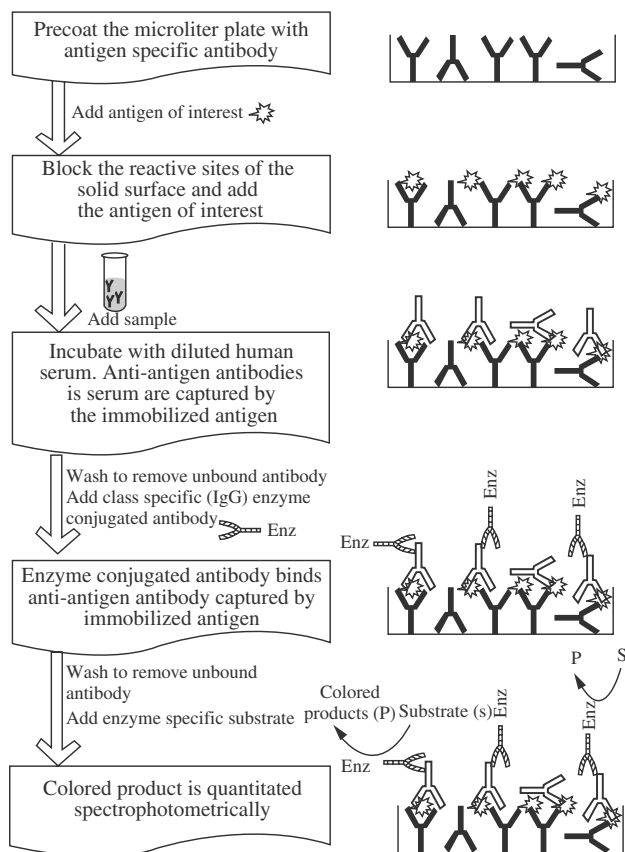 Precoat the microliter plate with
antigen specific antibody
Add antigen of interest
Block the reactive sites of the
solid surface and add
the antigen of interest
Add sample
Incubate with diluted human
serum. Anti-antigen antibodies
is serum are captured by
the immobilized antigen
Wash to remove unbound antibody
Add class specific (IgG) enzyme
conjugated antibody
Enz
Enz
Enz
Enz
Enzyme conjugated antibody binds
anti-antigen antibody captured by
immobilized antigen
Wash to remove unbound
antibody
Add enzyme specific substrate
P
S
Colored
products (P)
Substrate (s)
Enz
Enz
Enz
Colored product is quantitated
spectrophotometrically